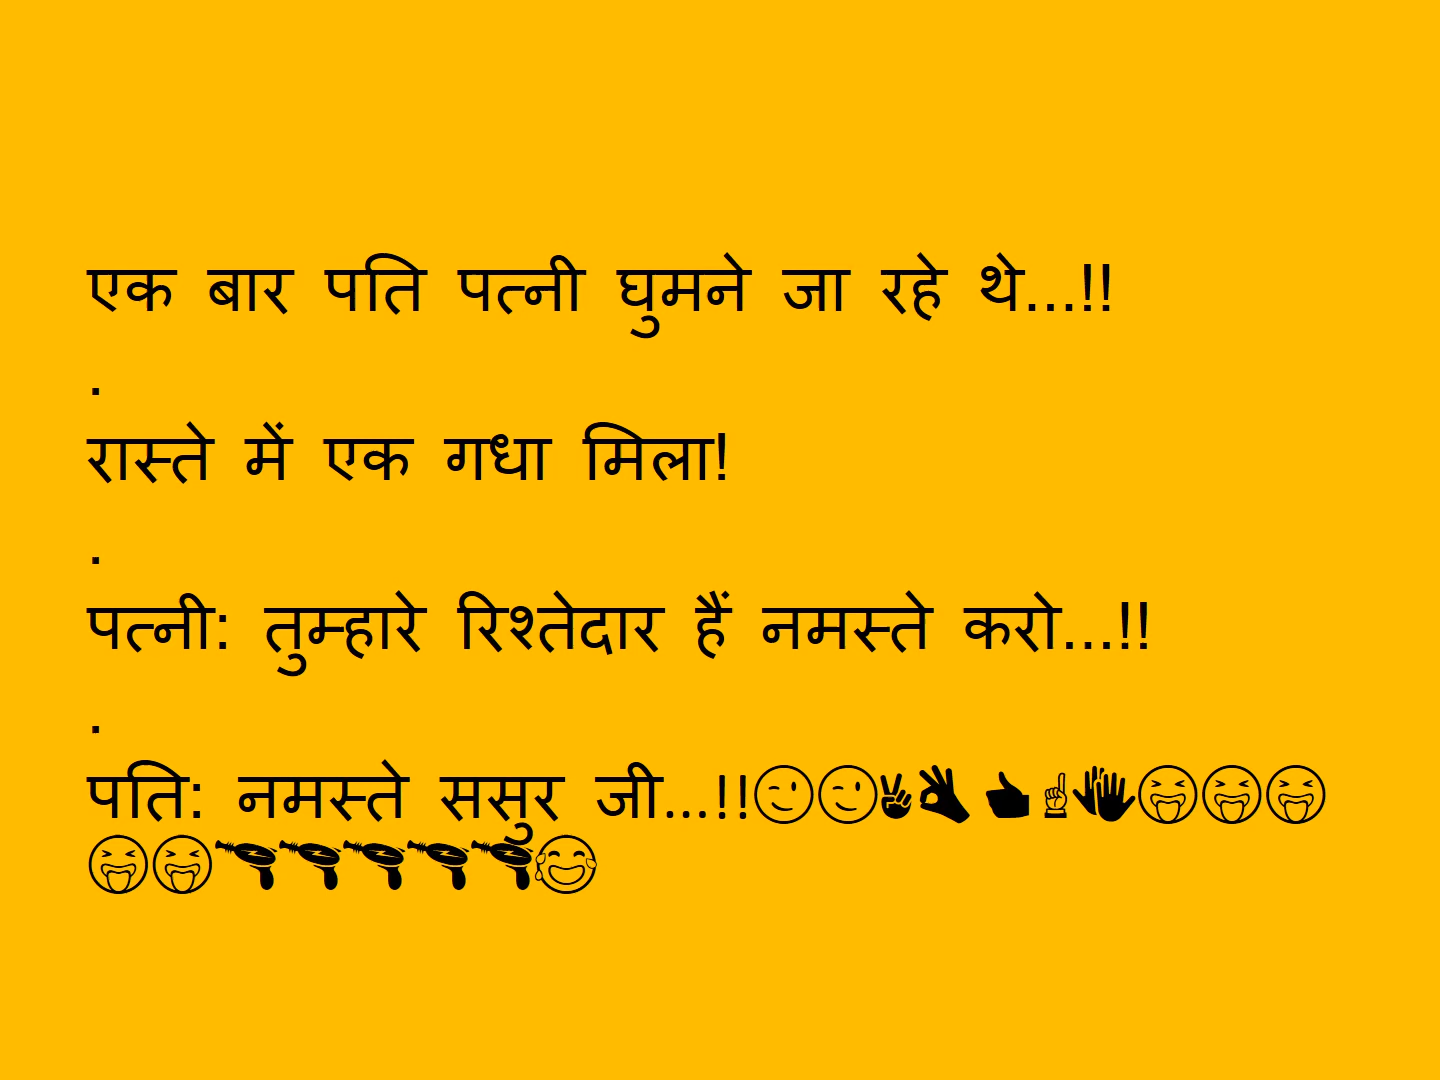 एक बार पति पत्नी घुमने जा रहे थे...!!
.
रास्ते में एक गधा मिला!
.
पत्नी: तुम्हारे रिश्तेदार हैं नमस्ते करो...!!
.
पति: नमस्ते ससुर जी...!!😉😉✌👌👍☝👏😝😝😝
😝😝🔫🔫🔫🔫🔫😂